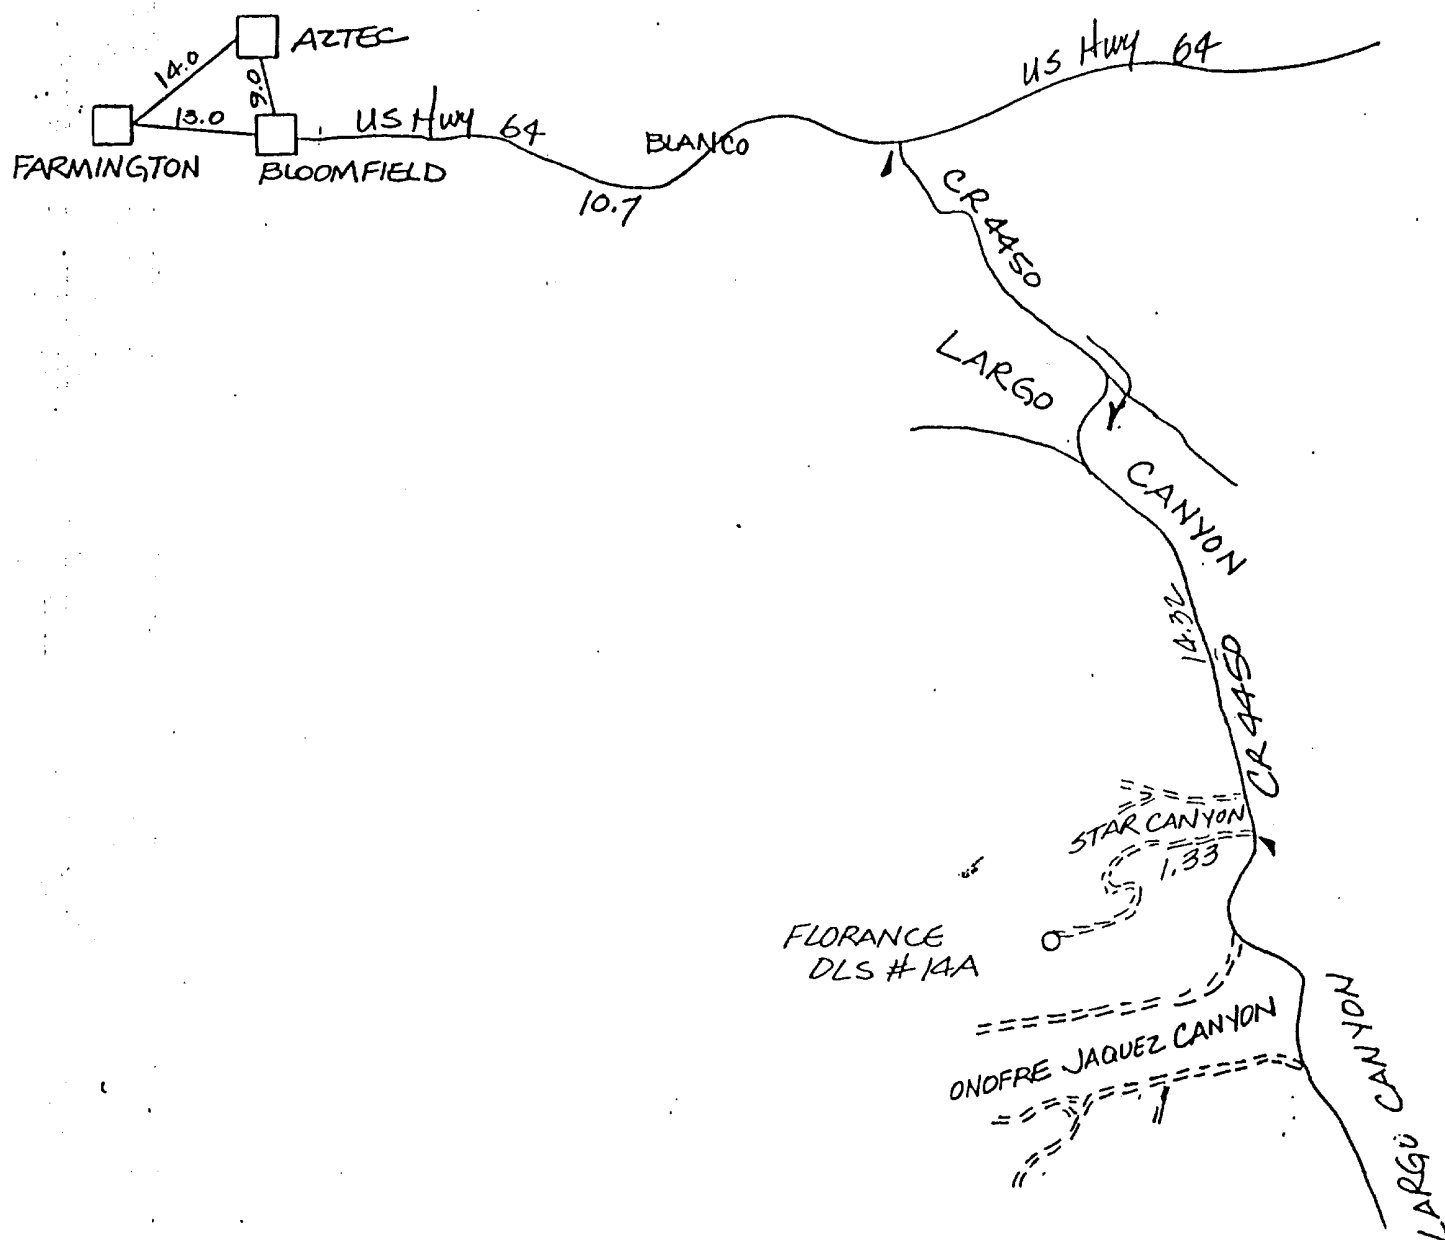 AZTEC
14.0
9.0
13.0
FARMINGTON
BLOOMFIELD
US Hwy 64
10.7
BLANCO
US Hwy 64
CR 4450
LARGO
CANYON
14.32
CR 4450
STAR CANYON
1.33
FLORANCE
DLS # 14A
ONOFRE JAQUEZ CANYON
LARGO CANYON